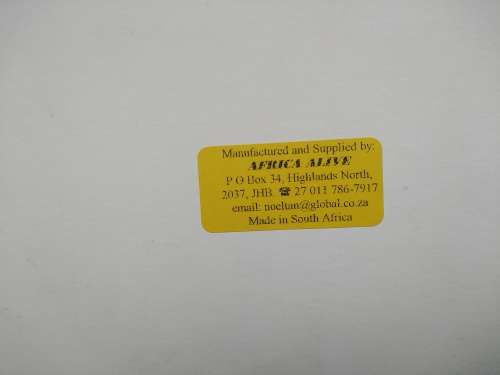 Manufactured and Supplied by:
AFRICA ALIVE
P O Box 34, Highlands North,
2037, JHB. ☎ 27 011 786-7917
email: noeltan@global.co.za
Made in South Africa